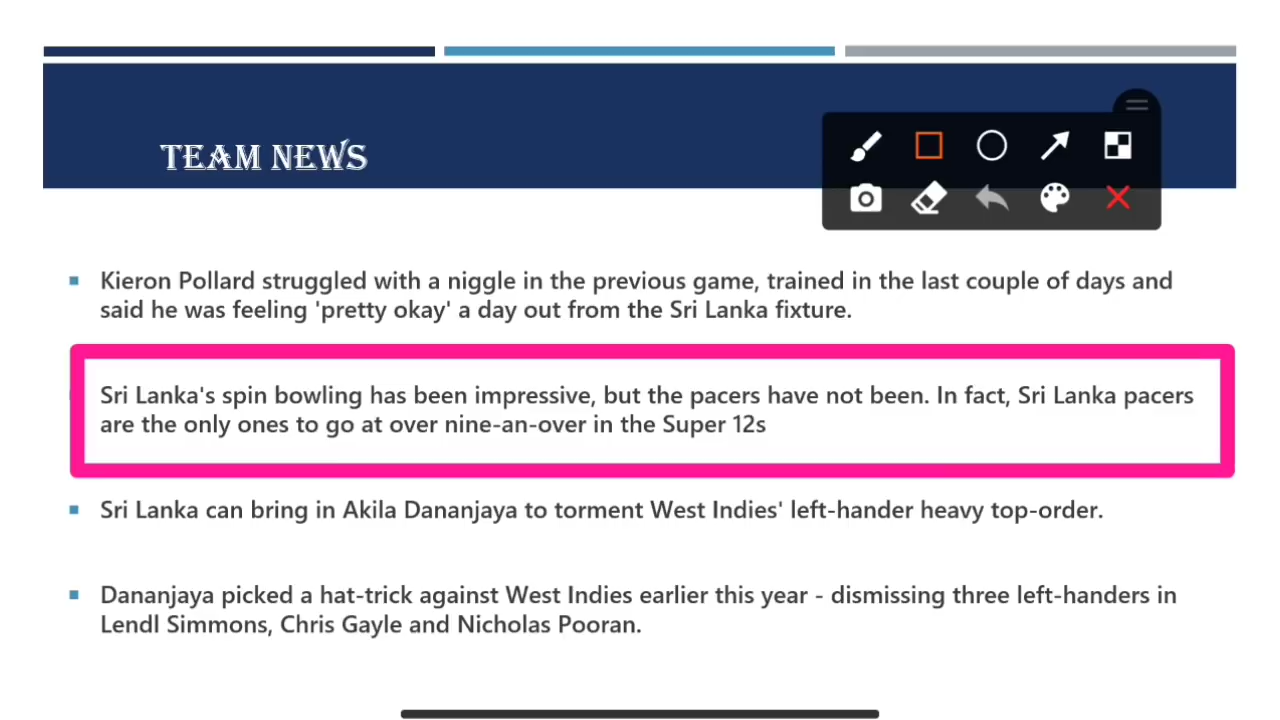 TEAM NEWS
Kieron Pollard struggled with a niggle in the previous game, trained in the last couple of days and
said he was feeling 'pretty okay' a day out from the Sri Lanka fixture.
Sri Lanka's spin bowling has been impressive, but the pacers have not been. In fact, Sri Lanka pacers
are the only ones to go at over nine-an-over in the Super 12s
Sri Lanka can bring in Akila Dananjaya to torment West Indies' left-hander heavy top-order.
Dananjaya picked a hat-trick against West Indies earlier this year - dismissing three left-handers in
Lendl Simmons, Chris Gayle and Nicholas Pooran.